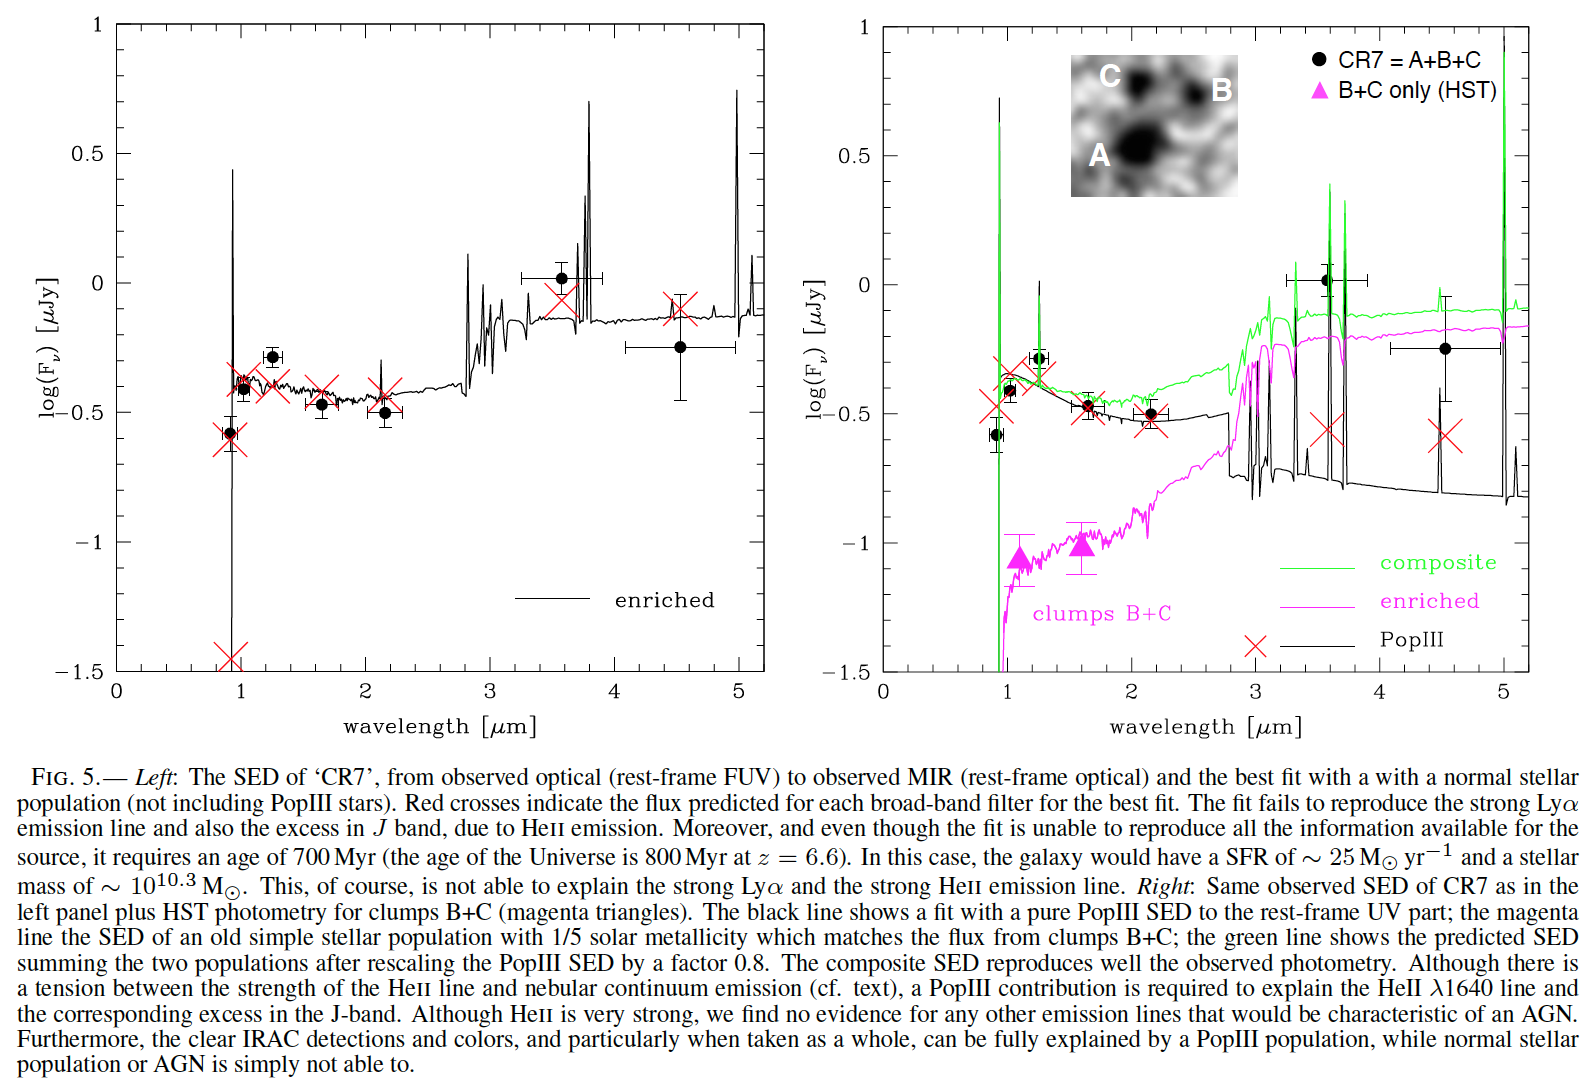 1
0.5
0
−0.5
−1
−1.5
log(Fν) [μJy]
enriched
0 1 2 3 4 5
wavelength [μm]
1
0.5
0
−0.5
−1
−1.5
log(Fν) [μJy]
C
B
A
CR7 = A+B+C
B+C only (HST)
composite
enriched
clumps B+C
PopIII
0 1 2 3 4 5
wavelength [μm]
FIG. 5.— Left: The SED of ‘CR7’, from observed optical (rest-frame FUV) to observed MIR (rest-frame optical) and the best fit with a with a normal stellar
population (not including PopIII stars). Red crosses indicate the flux predicted for each broad-band filter for the best fit. The fit fails to reproduce the strong Lyα
emission line and also the excess in J band, due to HeII emission. Moreover, and even though the fit is unable to reproduce all the information available for the
source, it requires an age of 700 Myr (the age of the Universe is 800 Myr at z = 6.6). In this case, the galaxy would have a SFR of ∼ 25 M⊙ yr⁻¹ and a stellar
mass of ∼ 10¹⁰·³ M⊙. This, of course, is not able to explain the strong Lyα and the strong HeII emission line. Right: Same observed SED of CR7 as in the
left panel plus HST photometry for clumps B+C (magenta triangles). The black line shows a fit with a pure PopIII SED to the rest-frame UV part; the magenta
line the SED of an old simple stellar population with 1/5 solar metallicity which matches the flux from clumps B+C; the green line shows the predicted SED
summing the two populations after rescaling the PopIII SED by a factor 0.8. The composite SED reproduces well the observed photometry. Although there is
a tension between the strength of the HeII line and nebular continuum emission (cf. text), a PopIII contribution is required to explain the HeII λ1640 line and
the corresponding excess in the J-band. Although HeII is very strong, we find no evidence for any other emission lines that would be characteristic of an AGN.
Furthermore, the clear IRAC detections and colors, and particularly when taken as a whole, can be fully explained by a PopIII population, while normal stellar
population or AGN is simply not able to.